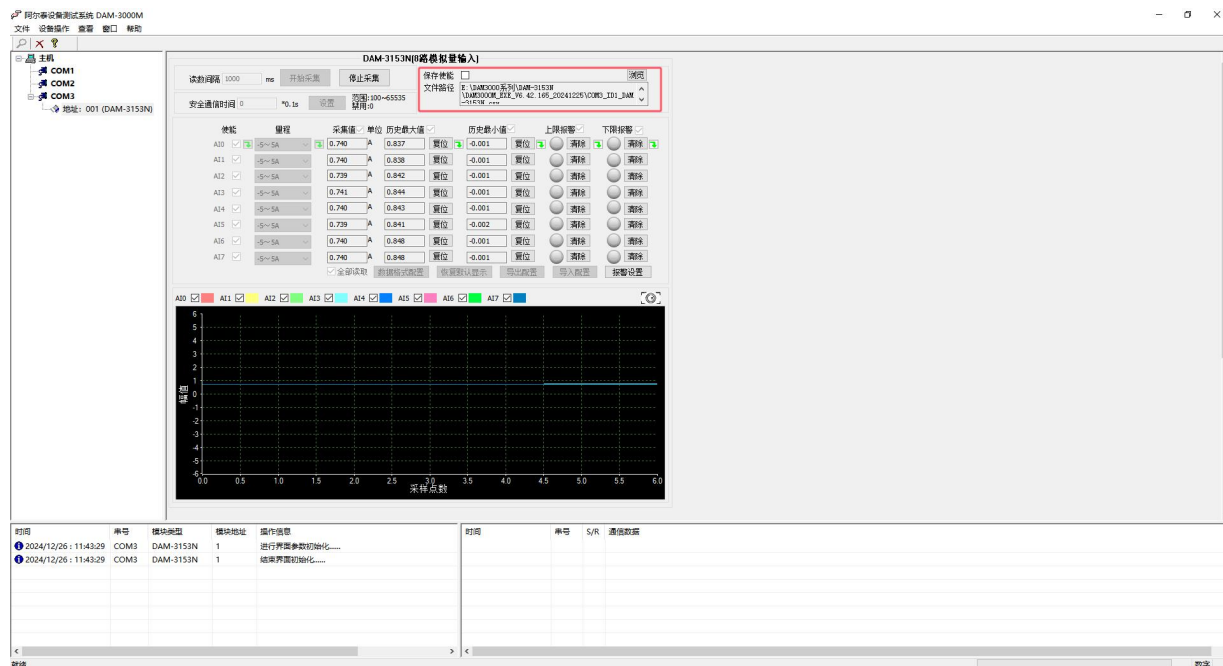 阿尔泰设备测试系统 DAM-3000M
文件 设备操作 查看 窗口 帮助
主机
COM1
COM2
COM3
地址：001 (DAM-3153N)
DAM-3153N[8路模拟量输入]
读数间隔 1000 ms 开始采集 停止采集
安全通信时间 0 *0.1s 设置 范围:100~65535
禁用:0
保存使能 浏览
文件路径 E:\DAM3000系列\DAM-3153N
\DAM3000M_EXE_V6.42.165_20241225\COM3_ID1_DAM
-3153N.csv
使能 量程 采集值 单位 历史最大值 历史最小值 上限报警 下限报警
AI0 -5~5A 0.740 A 0.837 复位 -0.001 复位 清除 清除
AI1 -5~5A 0.740 A 0.838 复位 -0.001 复位 清除 清除
AI2 -5~5A 0.739 A 0.842 复位 -0.001 复位 清除 清除
AI3 -5~5A 0.741 A 0.844 复位 -0.001 复位 清除 清除
AI4 -5~5A 0.740 A 0.843 复位 -0.001 复位 清除 清除
AI5 -5~5A 0.739 A 0.841 复位 -0.002 复位 清除 清除
AI6 -5~5A 0.740 A 0.848 复位 -0.001 复位 清除 清除
AI7 -5~5A 0.740 A 0.848 复位 -0.001 复位 清除 清除
全部读取 数据格式配置 恢复默认显示 导出配置 导入配置 报警设置
AI0 AI1 AI2 AI3 AI4 AI5 AI6 AI7
6
5
4
3
2
1
0
-1
-2
-3
-4
-5
-6
幅值
0.0 0.5 1.0 1.5 2.0 2.5 3.0 3.5 4.0 4.5 5.0 5.5 6.0
采样点数
时间 串号 模块类型 模块地址 操作信息
2024/12/26 : 11:43:29 COM3 DAM-3153N 1 进行界面参数初始化......
2024/12/26 : 11:43:29 COM3 DAM-3153N 1 结束界面初始化......
时间 串号 S/R 通信数据
就绪 数字